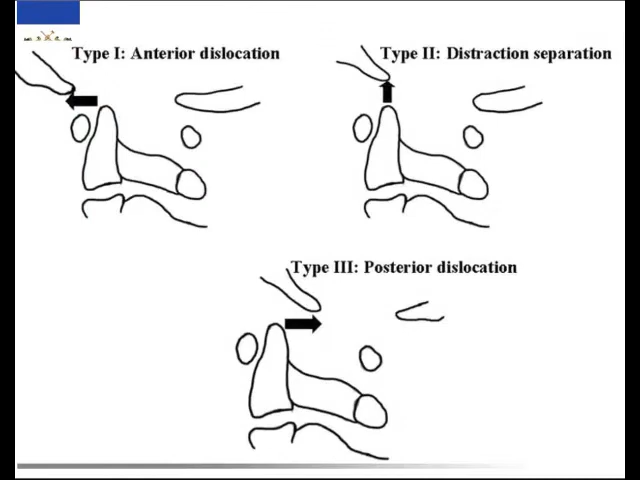 Type I: Anterior dislocation
Type II: Distraction separation
Type III: Posterior dislocation